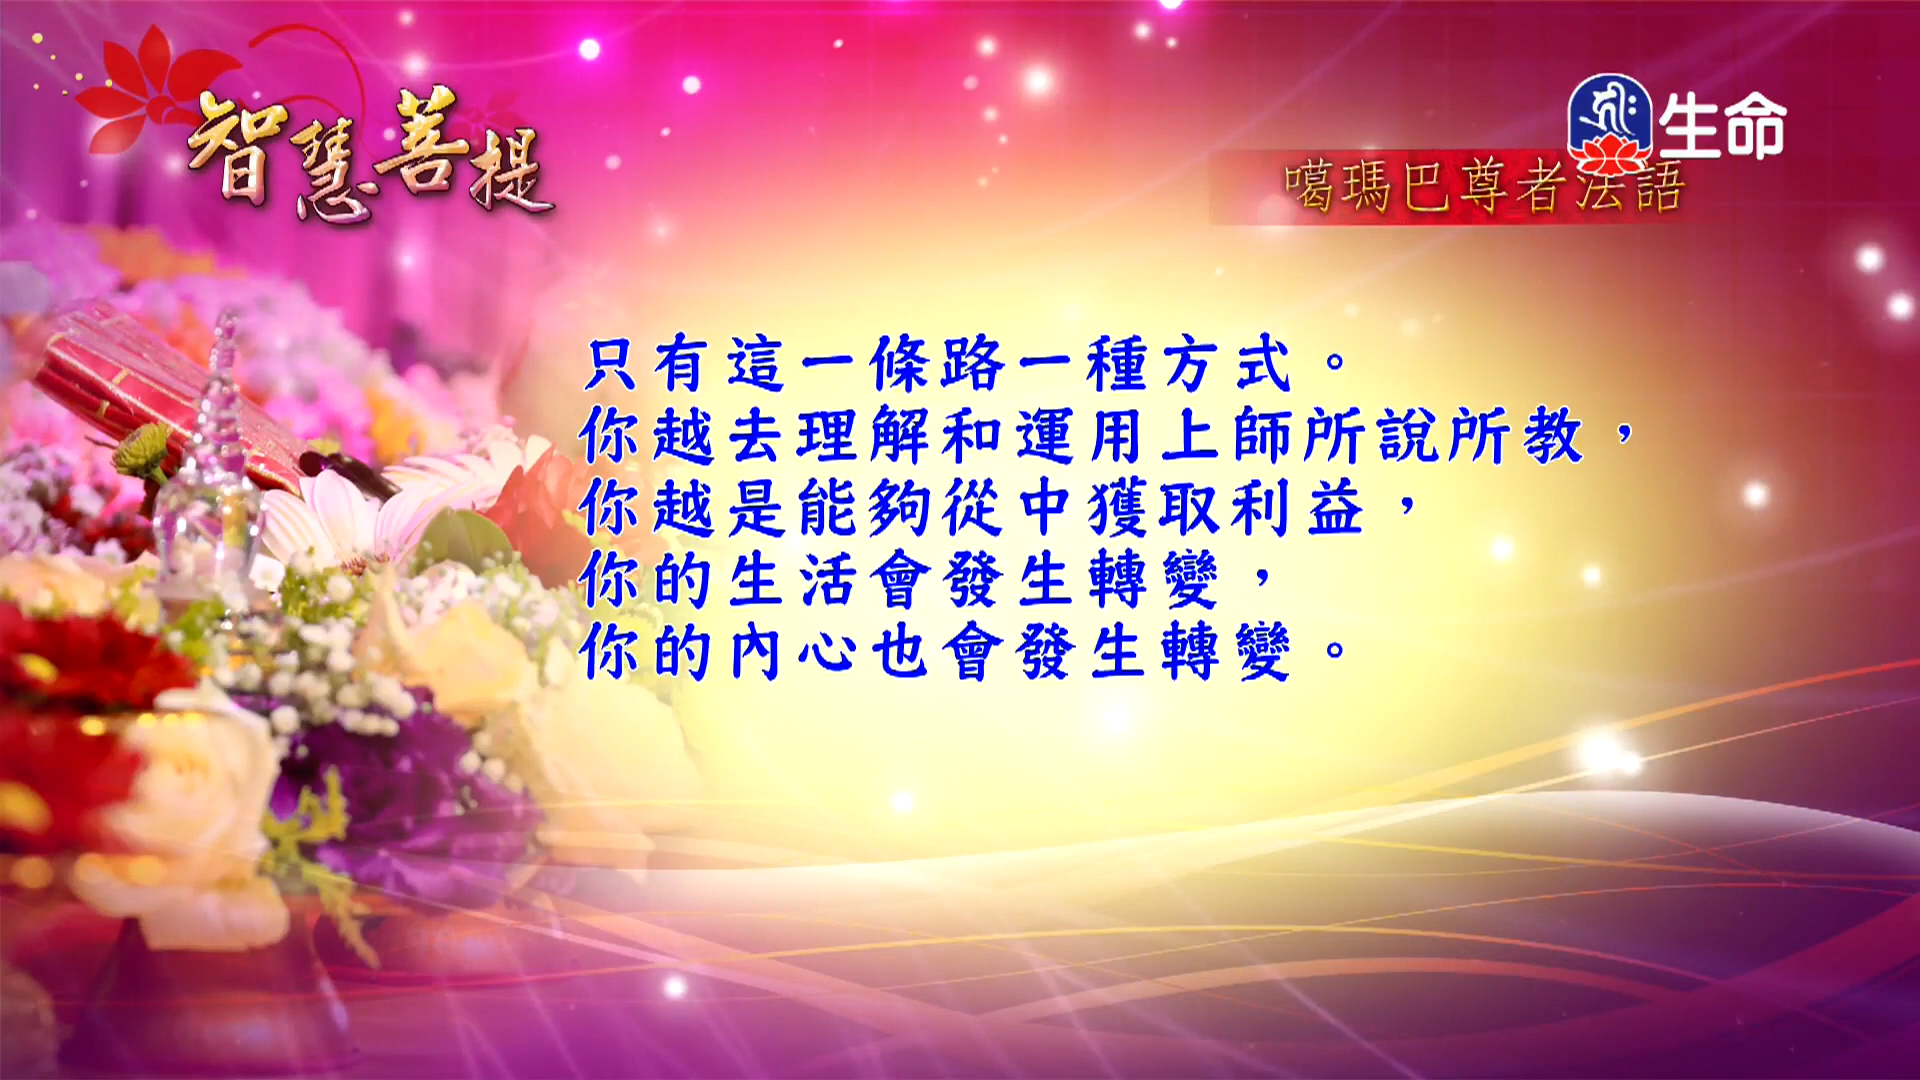 智慧菩提
生命
噶瑪巴尊者法語
只有這一條路一種方式。
你越去理解和運用上師所說所教，
你越是能夠從中獲取利益，
你的生活會發生轉變，
你的內心也會發生轉變。